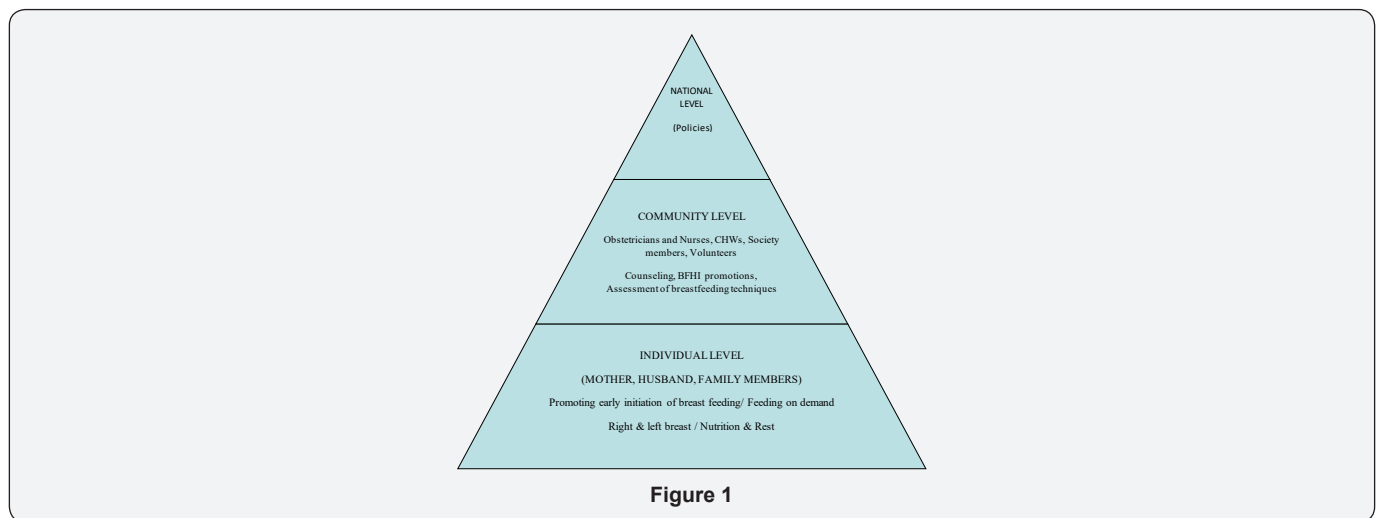 NATIONAL
LEVEL
(Policies)
COMMUNITY LEVEL
Obstetricians and Nurses, CHWs, Society
members, Volunteers
Counseling, BFHI promotions,
Assessment of breastfeeding techniques
INDIVIDUAL LEVEL
(MOTHER, HUSBAND, FAMILY MEMBERS)
Promoting early initiation of breast feeding/ Feeding on demand
Right & left breast / Nutrition & Rest
Figure 1